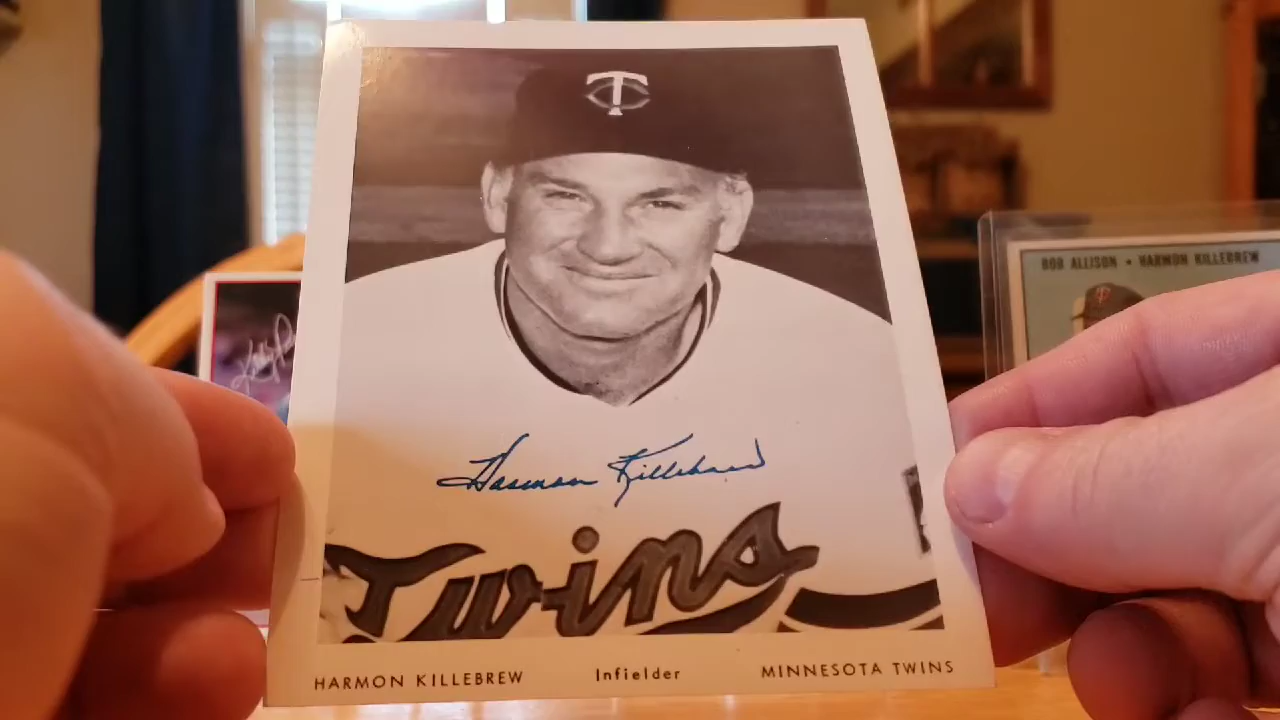 TC
BOB ALLISON • HARMON KILLEBREW
Harmon Killebrew
Twins
HARMON KILLEBREW Infielder MINNESOTA TWINS